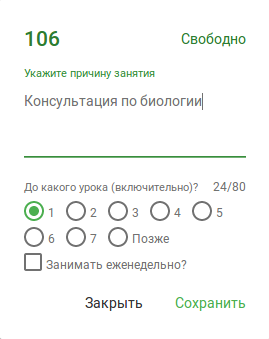 106 Свободно
Укажите причину занятия
Консультация по биологии
До какого урока (включительно)? 24/80
1 2 3 4 5
6 7 Позже
Занимать еженедельно?
Закрыть Сохранить